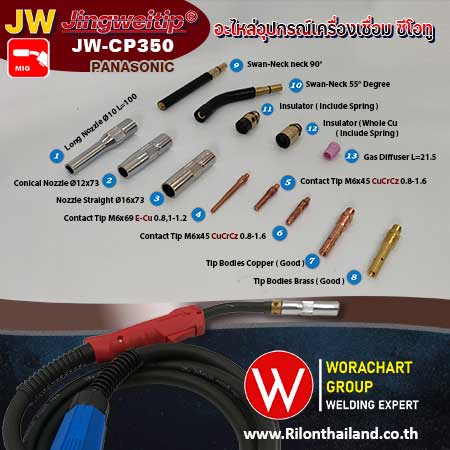 JW Jingweitip® อะไหล่อุปกรณ์เครื่องเชื่อม ซีโอทู
JW-CP350
MIG
PANASONIC
9 Swan-Neck neck 90°
10 Swan-Neck 55° Degree
11 Insulator ( Include Spring )
12 Insulator (Whole Cu
( Include Spring )
13 Gas Diffuser L=21.5
1 Long Nozzle Ø10 L=100
2 Conical Nozzle Ø12x73
3 Nozzle Straight Ø16x73
4 Contact Tip M6x69 E-Cu 0.8,1-1.2
5 Contact Tip M6x45 CuCrCz 0.8-1.6
6 Contact Tip M6x45 CuCrCz 0.8-1.6
7 Tip Bodies Copper ( Good )
8 Tip Bodies Brass ( Good )
W
WORACHART
GROUP
WELDING EXPERT
www.Rilonthailand.co.th